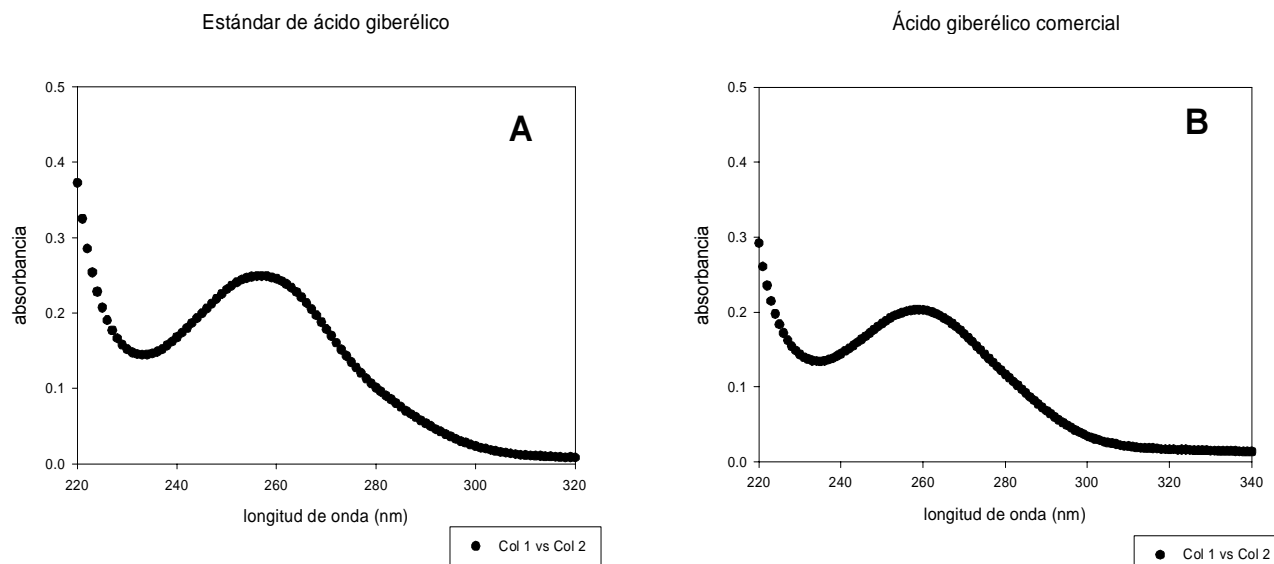 Estándar de ácido giberélico
A
0.5
0.4
0.3
0.2
0.1
0.0
absorbancia
220 240 260 280 300 320
longitud de onda (nm)
Col 1 vs Col 2
Ácido giberélico comercial
B
0.5
0.4
0.3
0.2
0.1
0.0
absorbancia
220 240 260 280 300 320 340
longitud de onda (nm)
Col 1 vs Col 2